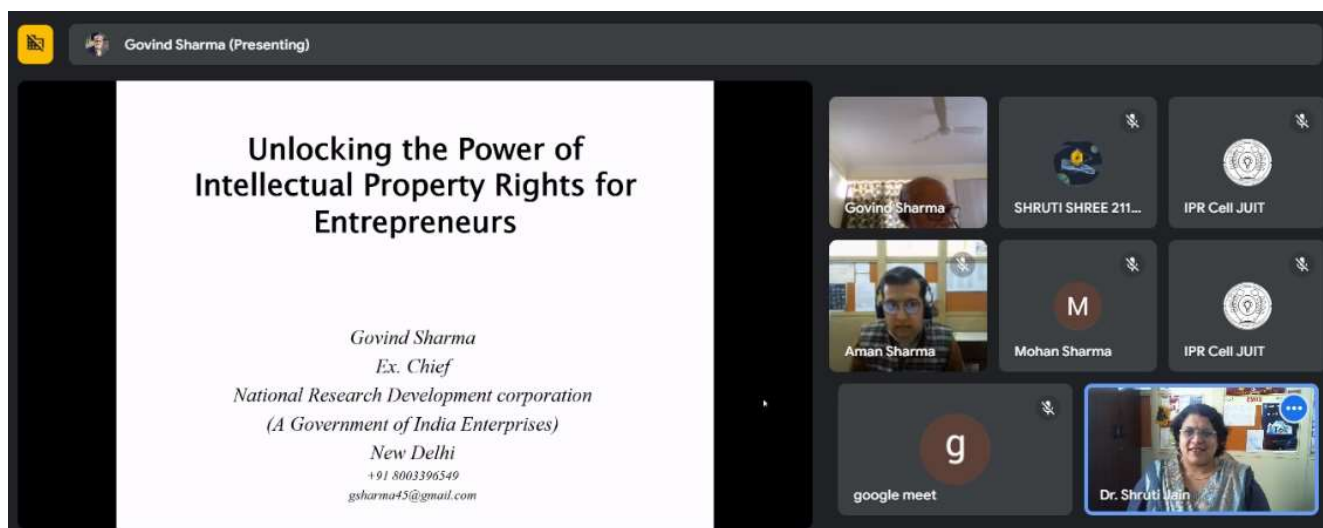 Govind Sharma (Presenting)
Unlocking the Power of
Intellectual Property Rights for
Entrepreneurs
Govind Sharma
Ex. Chief
National Research Development corporation
(A Government of India Enterprises)
New Delhi
+91 8003396549
gsharma45@gmail.com
Govind Sharma
SHRUTI SHREE 211...
IPR Cell JUIT
Aman Sharma
M
Mohan Sharma
IPR Cell JUIT
g
google meet
Dr. Shruti Jain